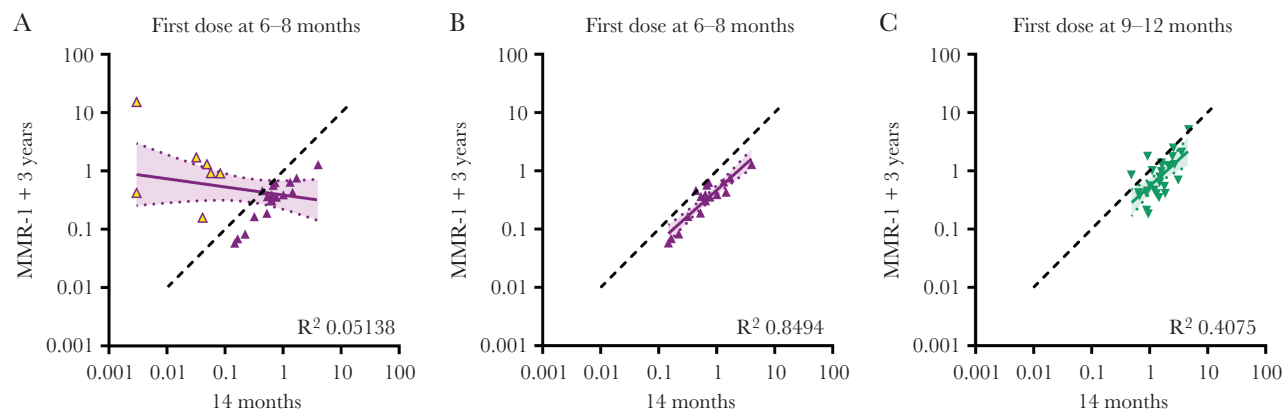 A
First dose at 6–8 months
MMR-1 + 3 years
100
10
1
0.1
0.01
0.001
R² 0.05138
0.001 0.01 0.1 1 10 100
14 months
B
First dose at 6–8 months
MMR-1 + 3 years
100
10
1
0.1
0.01
0.001
R² 0.8494
0.001 0.01 0.1 1 10 100
14 months
C
First dose at 9–12 months
MMR-1 + 3 years
100
10
1
0.1
0.01
0.001
R² 0.4075
0.001 0.01 0.1 1 10 100
14 months